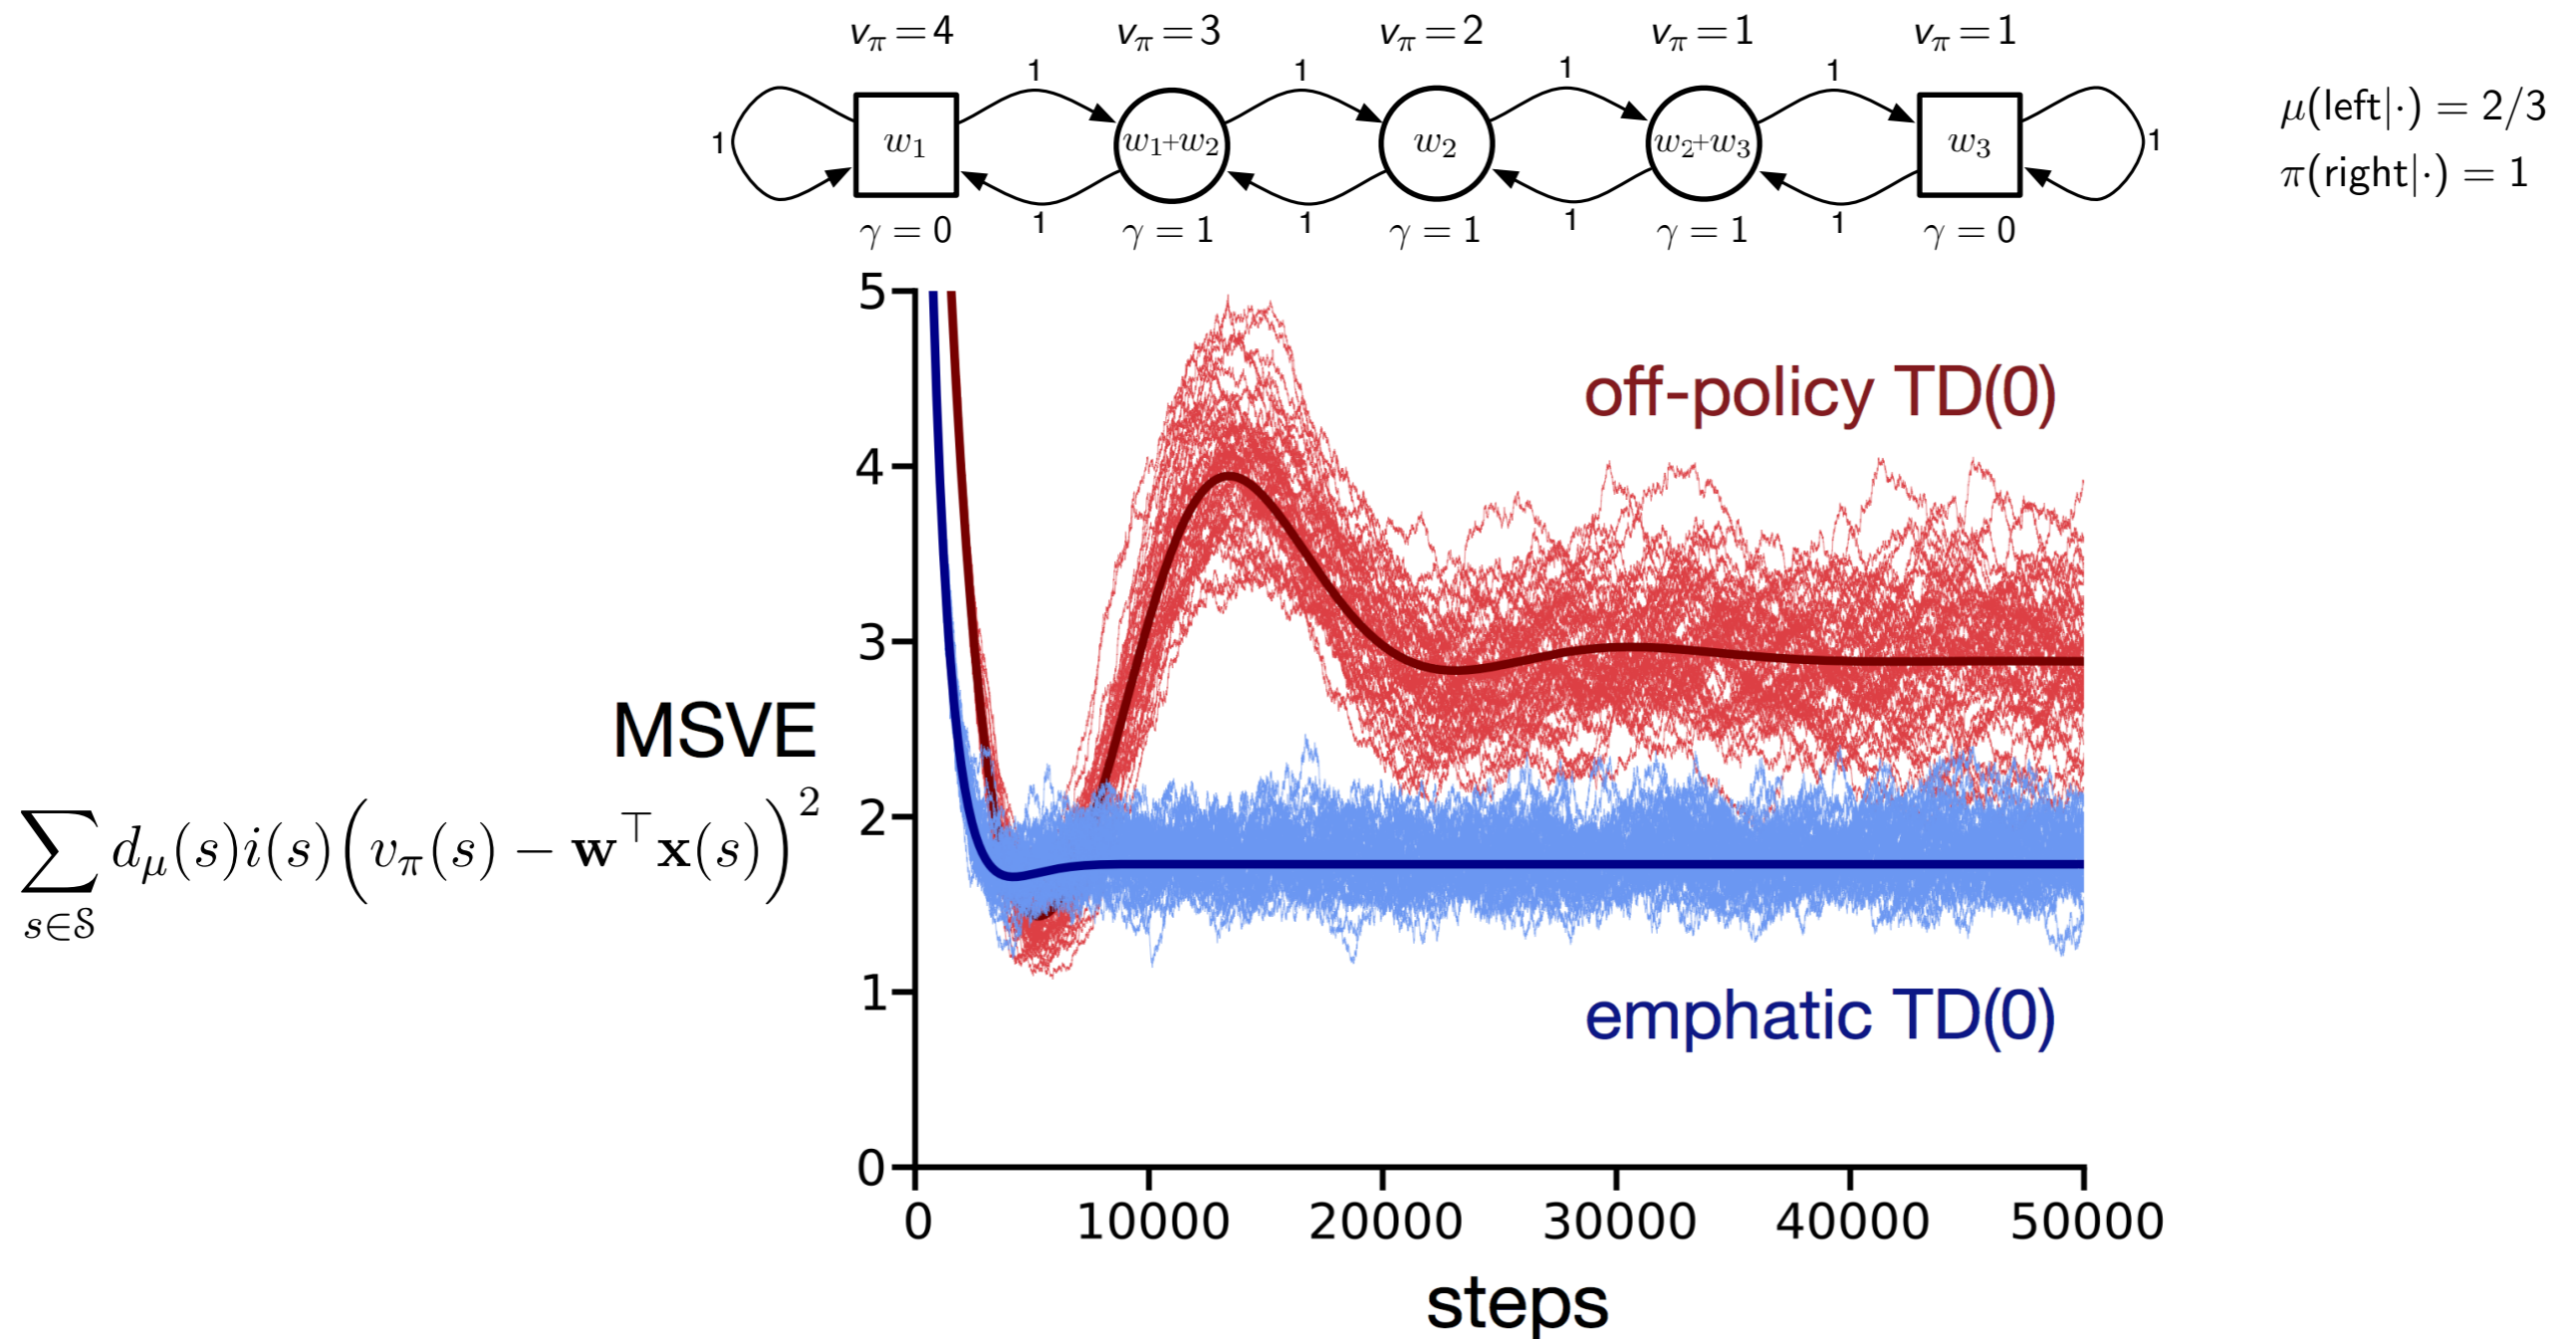 vπ = 4 vπ = 3 vπ = 2 vπ = 1 vπ = 1
1 1 1 1
1 w₁ w₁+w₂ w₂ w₂+w₃ w₃ 1
1 1 1 1
γ = 0 γ = 1 γ = 1 γ = 1 γ = 0
μ(left|·) = 2/3
π(right|·) = 1
5
4
3
2
1
0
off-policy TD(0)
emphatic TD(0)
MSVE
∑ s∈𝒮 dμ(s)i(s)(vπ(s) − w⊤x(s))²
0 10000 20000 30000 40000 50000
steps